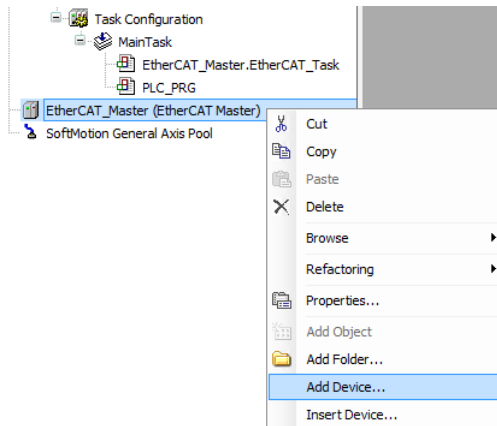 Task Configuration
MainTask
EtherCAT_Master.EtherCAT_Task
PLC_PRG
EtherCAT_Master (EtherCAT Master)
SoftMotion General Axis Pool
Cut
Copy
Paste
Delete
Browse
Refactoring
Properties...
Add Object
Add Folder...
Add Device...
Insert Device...